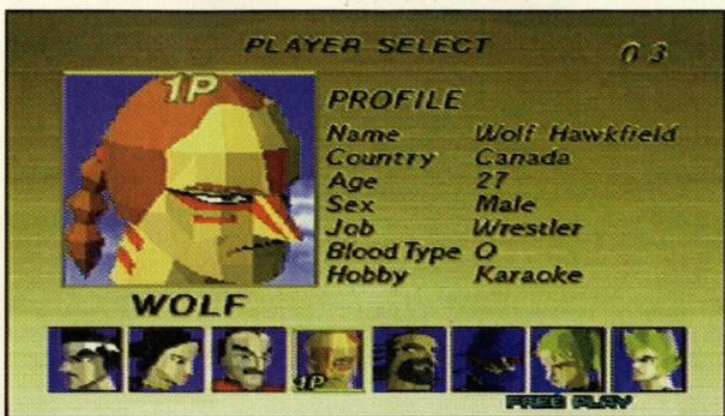 PLAYER SELECT 03
1P
PROFILE
Name Wolf Hawkfield
Country Canada
Age 27
Sex Male
Job Wrestler
Blood Type O
Hobby Karaoke
WOLF
1P
FREE PLAY